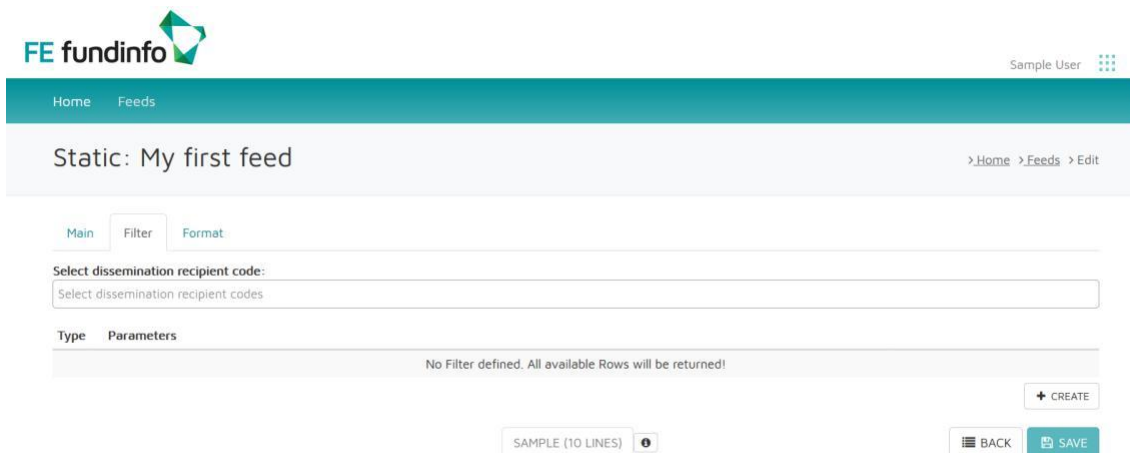 FE fundinfo
Sample User
Home Feeds
Static: My first feed
> Home > Feeds > Edit
Main Filter Format
Select dissemination recipient code:
Select dissemination recipient codes
Type Parameters
No Filter defined. All available Rows will be returned!
+ CREATE
SAMPLE (10 LINES)
BACK
SAVE